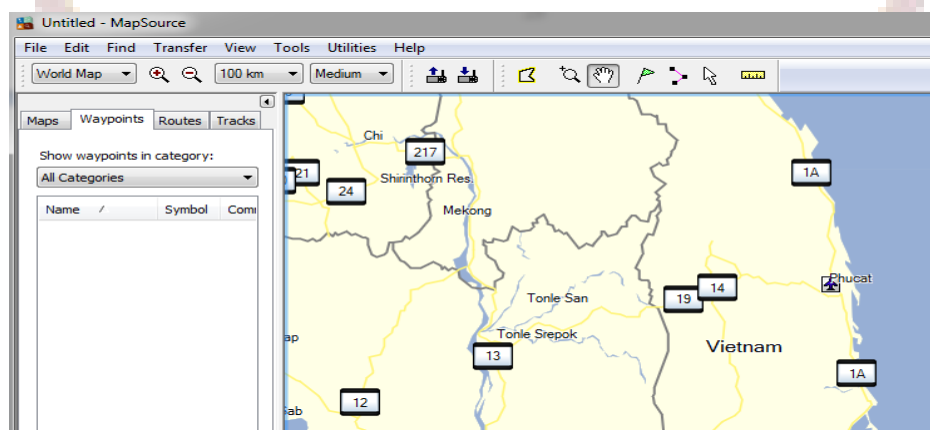 Untitled - MapSource
File Edit Find Transfer View Tools Utilities Help
World Map 100 km Medium
Maps Waypoints Routes Tracks
Show waypoints in category:
All Categories
Name / Symbol Comm
Chi
217
1A
21
Shirinthorn Res.
24
Mekong
Phucat
14
Tonle San
19
Tonle Srepok
ap
Vietnam
13
1A
12
ab